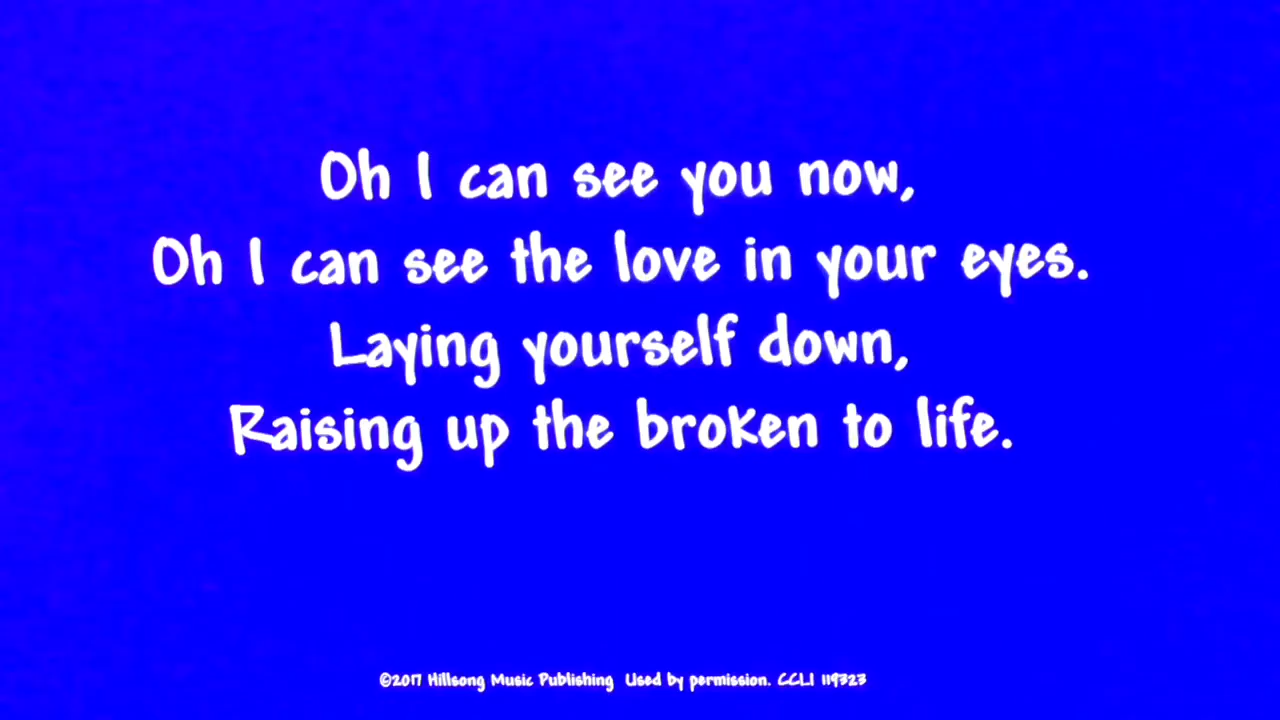 Oh I can see you now,
Oh I can see the love in your eyes.
Laying yourself down,
Raising up the broken to life.
©2017 Hillsong Music Publishing Used by permission. CCLI 119323